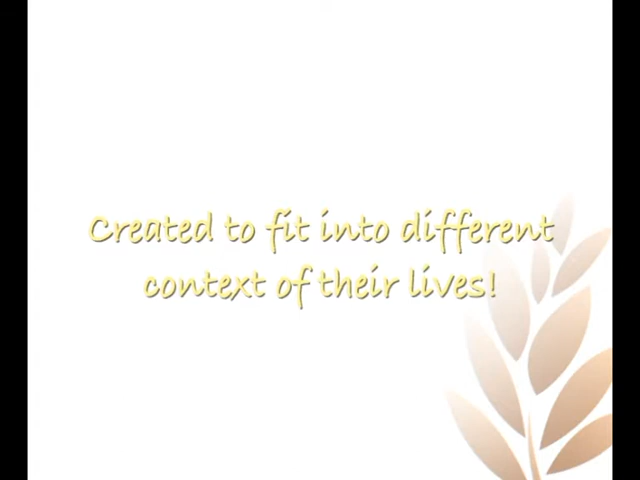 Created to fit into different
context of their lives!